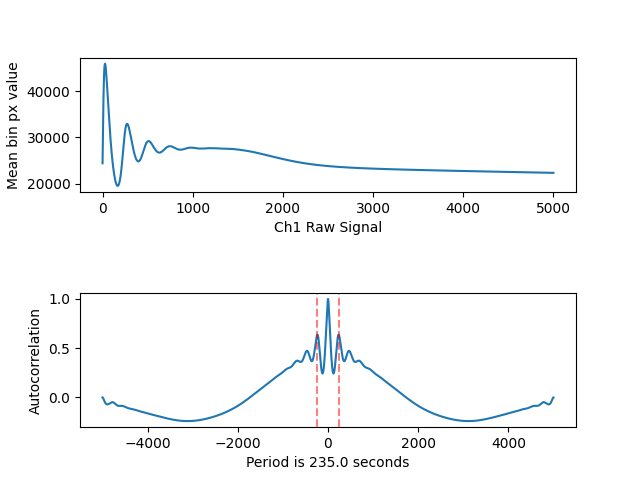 Mean bin px value
40000
30000
20000
0 1000 2000 3000 4000 5000
Ch1 Raw Signal
Autocorrelation
1.0
0.5
0.0
−4000 −2000 0 2000 4000
Period is 235.0 seconds